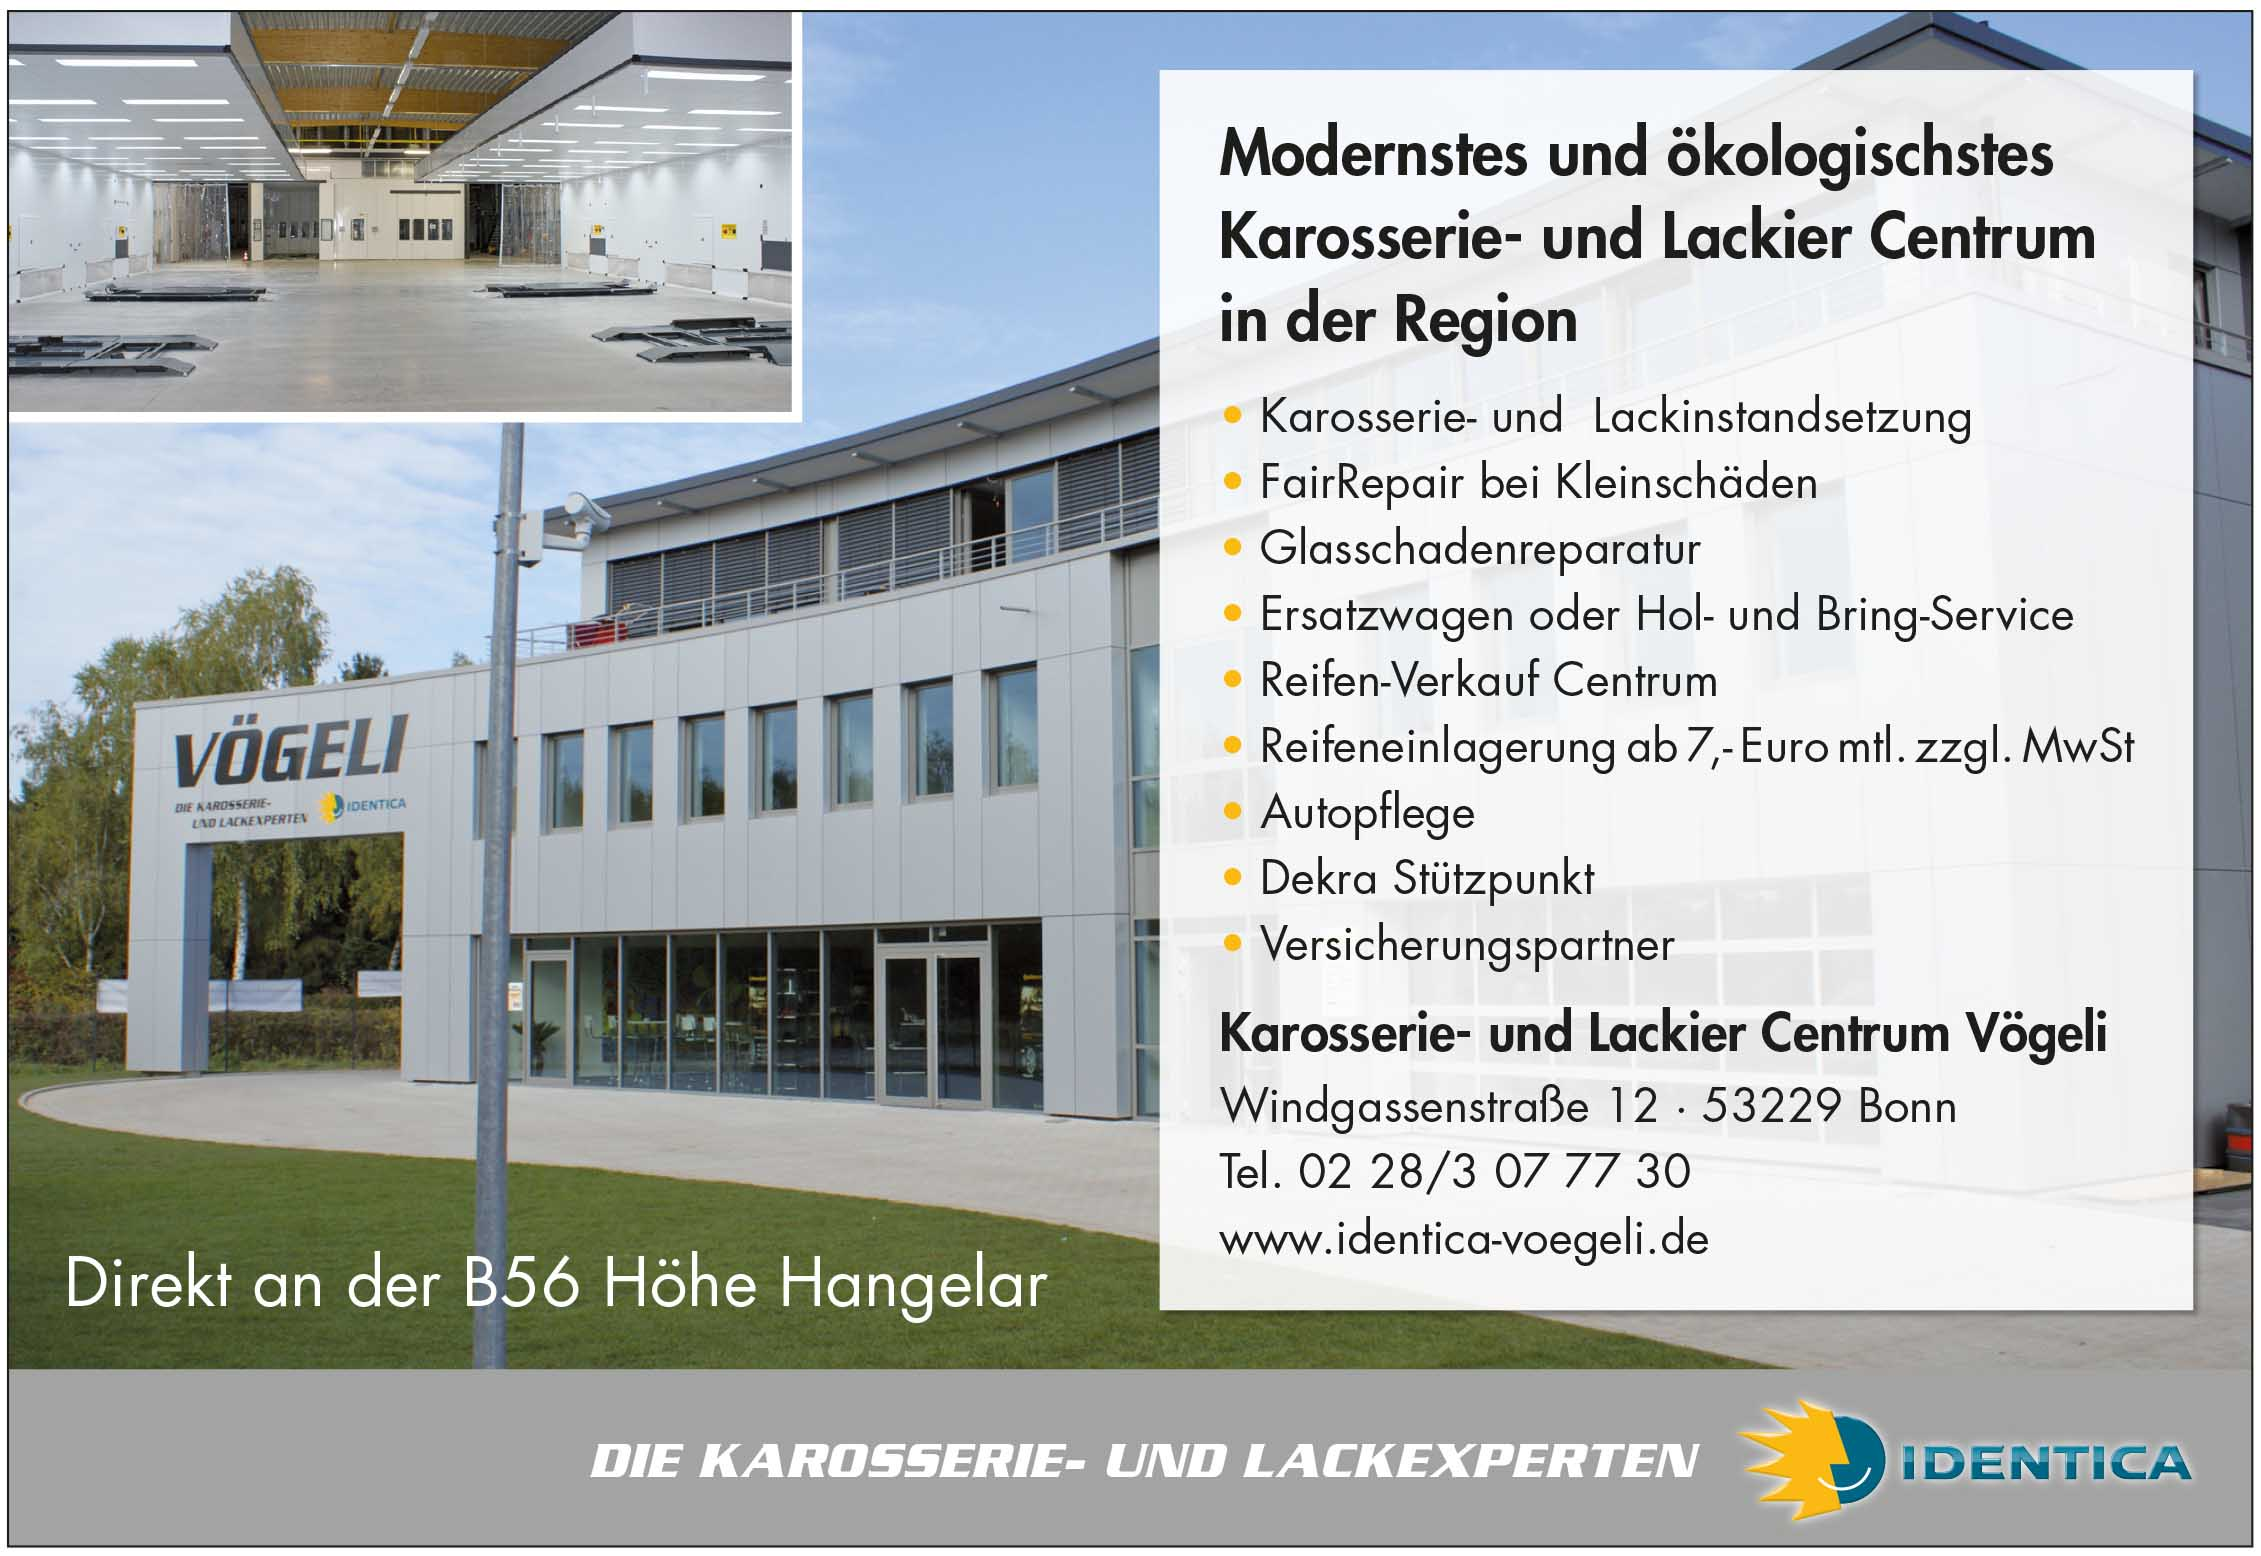 Modernstes und ökologischstes
Karosserie- und Lackier Centrum
in der Region
• Karosserie- und Lackinstandsetzung
• FairRepair bei Kleinschäden
• Glasschadenreparatur
• Ersatzwagen oder Hol- und Bring-Service
• Reifen-Verkauf Centrum
• Reifeneinlagerung ab 7,- Euro mtl. zzgl. MwSt
• Autopflege
• Dekra Stützpunkt
• Versicherungspartner
Karosserie- und Lackier Centrum Vögeli
Windgassenstraße 12 · 53229 Bonn
Tel. 02 28/3 07 77 30
www.identica-voegeli.de
VÖGELI
DIE KAROSSERIE-
UND LACKEXPERTEN
IDENTICA
Direkt an der B56 Höhe Hangelar
DIE KAROSSERIE- UND LACKEXPERTEN
IDENTICA